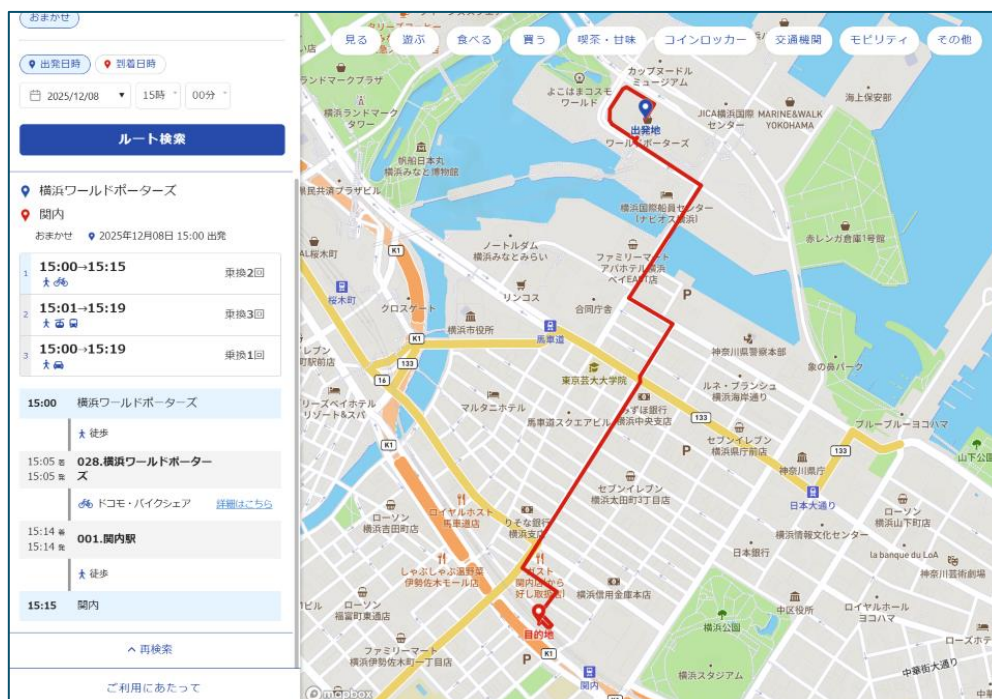 おまかせ
出発日時
到着日時
2025/12/08
15時
00分
ルート検索
横浜ワールドポーターズ
関内
おまかせ 2025年12月08日 15:00 出発
1 15:00→15:15 乗換2回
2 15:01→15:19 乗換3回
3 15:00→15:19 乗換1回
15:00 横浜ワールドポーターズ
徒歩
15:05 着
15:05 発
028.横浜ワールドポーター
ズ
ドコモ・バイクシェア 詳細はこちら
15:14 着
15:14 発
001.関内駅
徒歩
15:15 関内
再検索
ご利用にあたって
見る
遊ぶ
食べる
買う
喫茶・甘味
コインロッカー
交通機関
モビリティ
その他
カップヌードル
ミュージアム
よこはまコスモ
ワールド
ランドマークプラザ
横浜ランドマーク
タワー
出発地
ワールドポーターズ
JICA横浜国際
センター
MARINE&WALK
YOKOHAMA
海上保安部
帆船日本丸
横浜みなと博物館
県民共済プラザビル
横浜国際船員センター
(ナビオス横浜)
赤レンガ倉庫1号館
K1
ノートルダム
横浜みなとみらい
ファミリーマート
アパホテル横浜
ベイEAST店
桜木町
クロスゲート
リンコス
合同庁舎
P
横浜市役所
馬車道
K1
133
16
神奈川県警察本部
象の鼻パーク
東京芸大大学院
ルネ・ブランシュ
横浜海岸通り
マルタニホテル
みずほ銀行
横浜中央支店
馬車道スクエアビル
133
セブンイレブン
横浜県庁前店
ブルーブルーヨコハマ
133
山下公園
神奈川県庁
K1
P
セブンイレブン
横浜太田町3丁目店
日本大通り
ローソン
横浜山下町店
ローソン
横浜吉田町店
ロイヤルホスト
馬車道店
りそな銀行
横浜支店
横浜情報文化センター
日本銀行
la banque du LoA
神奈川芸術劇場
しゃぶしゃぶ温野菜
伊勢佐木モール店
ガスト
関内店(から
好し取扱店)
横浜信用金庫本店
中区役所
ロイヤルホール
ヨコハマ
ローソン
福富町東通店
目的地
横浜公園
ローズホテ
ファミリーマート
横浜伊勢佐木町一丁目店
K1
P
関内
横浜スタジアム
中華街大通り
mapbox